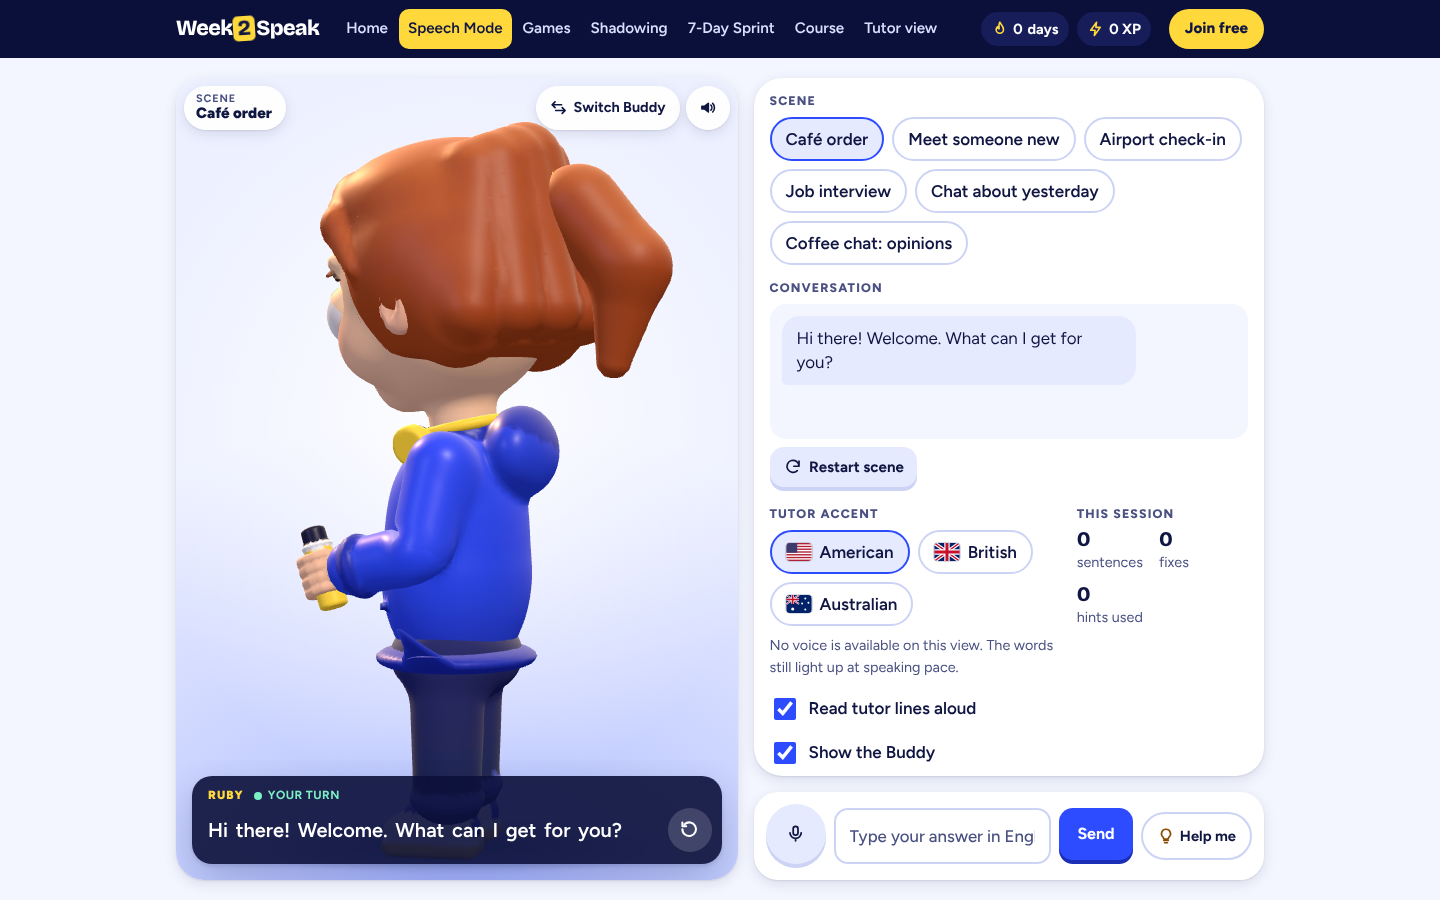 Week2Speak
Home
Speech Mode
Games
Shadowing
7-Day Sprint
Course
Tutor view
0 days
0 XP
Join free
SCENE
Café order
Switch Buddy
RUBY
YOUR TURN
Hi there! Welcome. What can I get for you?
SCENE
Café order
Meet someone new
Airport check-in
Job interview
Chat about yesterday
Coffee chat: opinions
CONVERSATION
Hi there! Welcome. What can I get for
you?
Restart scene
TUTOR ACCENT
American
British
Australian
No voice is available on this view. The words
still light up at speaking pace.
THIS SESSION
0
sentences
0
fixes
0
hints used
Read tutor lines aloud
Show the Buddy
Type your answer in Eng
Send
Help me